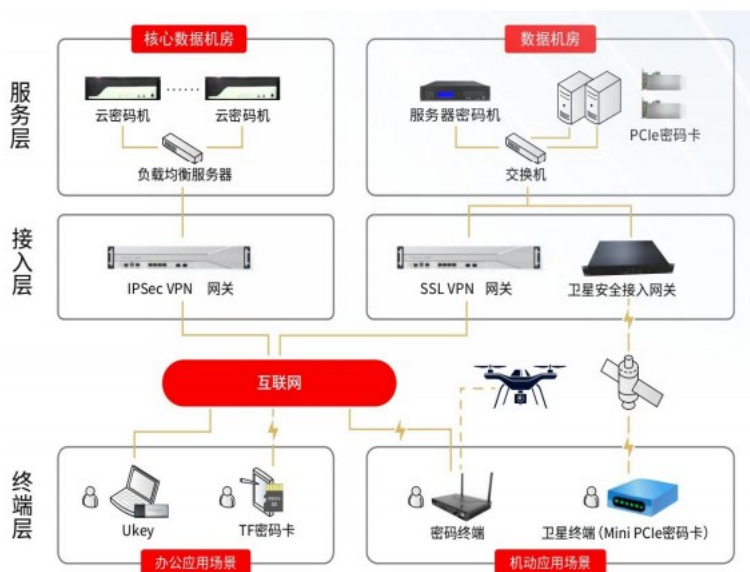 核心数据机房
数据机房
服务层
云密码机
······
云密码机
负载均衡服务器
服务器密码机
PCIe密码卡
交换机
接入层
IPSec VPN 网关
SSL VPN 网关
卫星安全接入网关
互联网
终端层
Ukey
TF密码卡
密码终端
卫星终端（Mini PCIe密码卡）
办公应用场景
机动应用场景